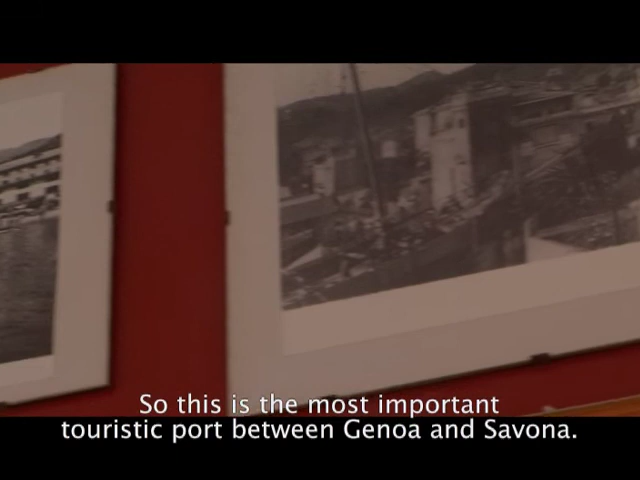 So this is the most important
touristic port between Genoa and Savona.